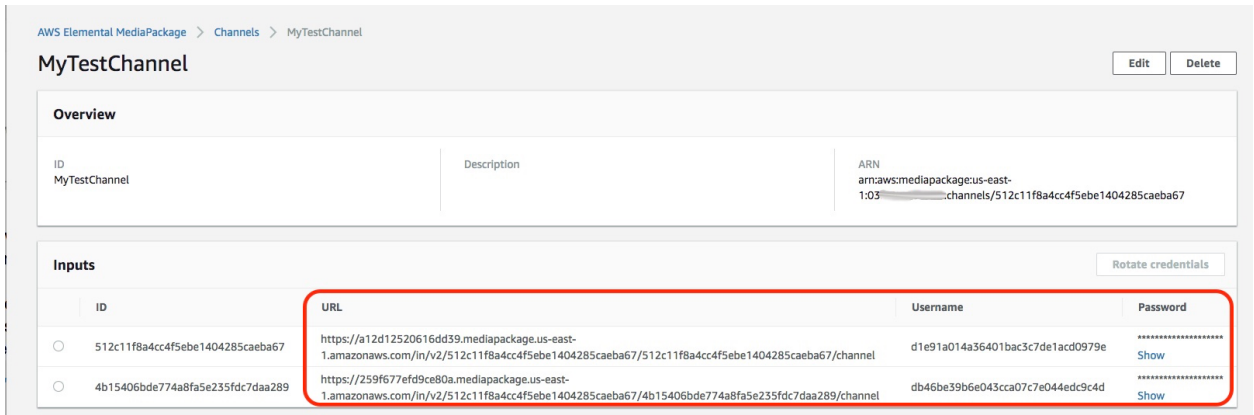 AWS Elemental MediaPackage > Channels > MyTestChannel
MyTestChannel
Edit
Delete
Overview
ID
MyTestChannel
Description
ARN
arn:aws:mediapackage:us-east-
1:03 :channels/512c11f8a4cc4f5ebe1404285caeba67
Inputs
Rotate credentials
ID URL Username Password
512c11f8a4cc4f5ebe1404285caeba67
https://a12d12520616dd39.mediapackage.us-east-
1.amazonaws.com/in/v2/512c11f8a4cc4f5ebe1404285caeba67/512c11f8a4cc4f5ebe1404285caeba67/channel
d1e91a014a36401bac3c7de1acd0979e
********************
Show
4b15406bde774a8fa5e235fdc7daa289
https://259f677efd9ce80a.mediapackage.us-east-
1.amazonaws.com/in/v2/512c11f8a4cc4f5ebe1404285caeba67/4b15406bde774a8fa5e235fdc7daa289/channel
db46be39b6e043cca07c7e044edc9c4d
********************
Show